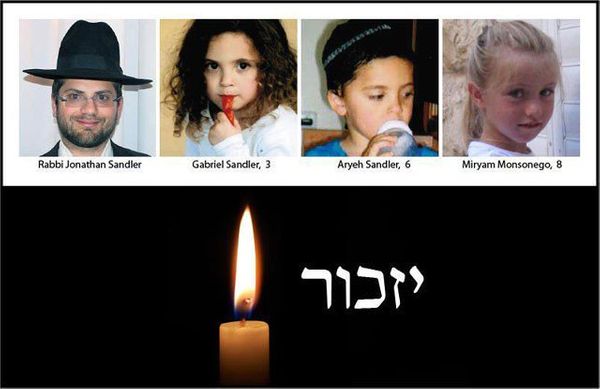 Rabbi Jonathan Sandler
Gabriel Sandler, 3
Aryeh Sandler, 6
Miryam Monsonego, 8
יזכור